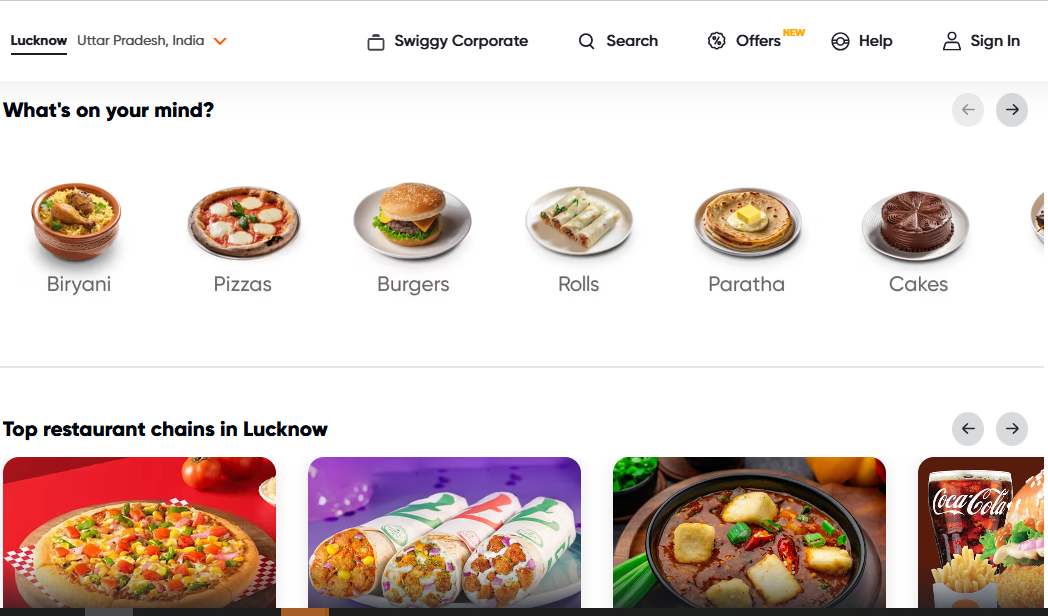 Lucknow Uttar Pradesh, India Swiggy Corporate Search Offers NEW Help Sign In
What's on your mind?
Biryani Pizzas Burgers Rolls Paratha Cakes
Top restaurant chains in Lucknow
Coca-Cola